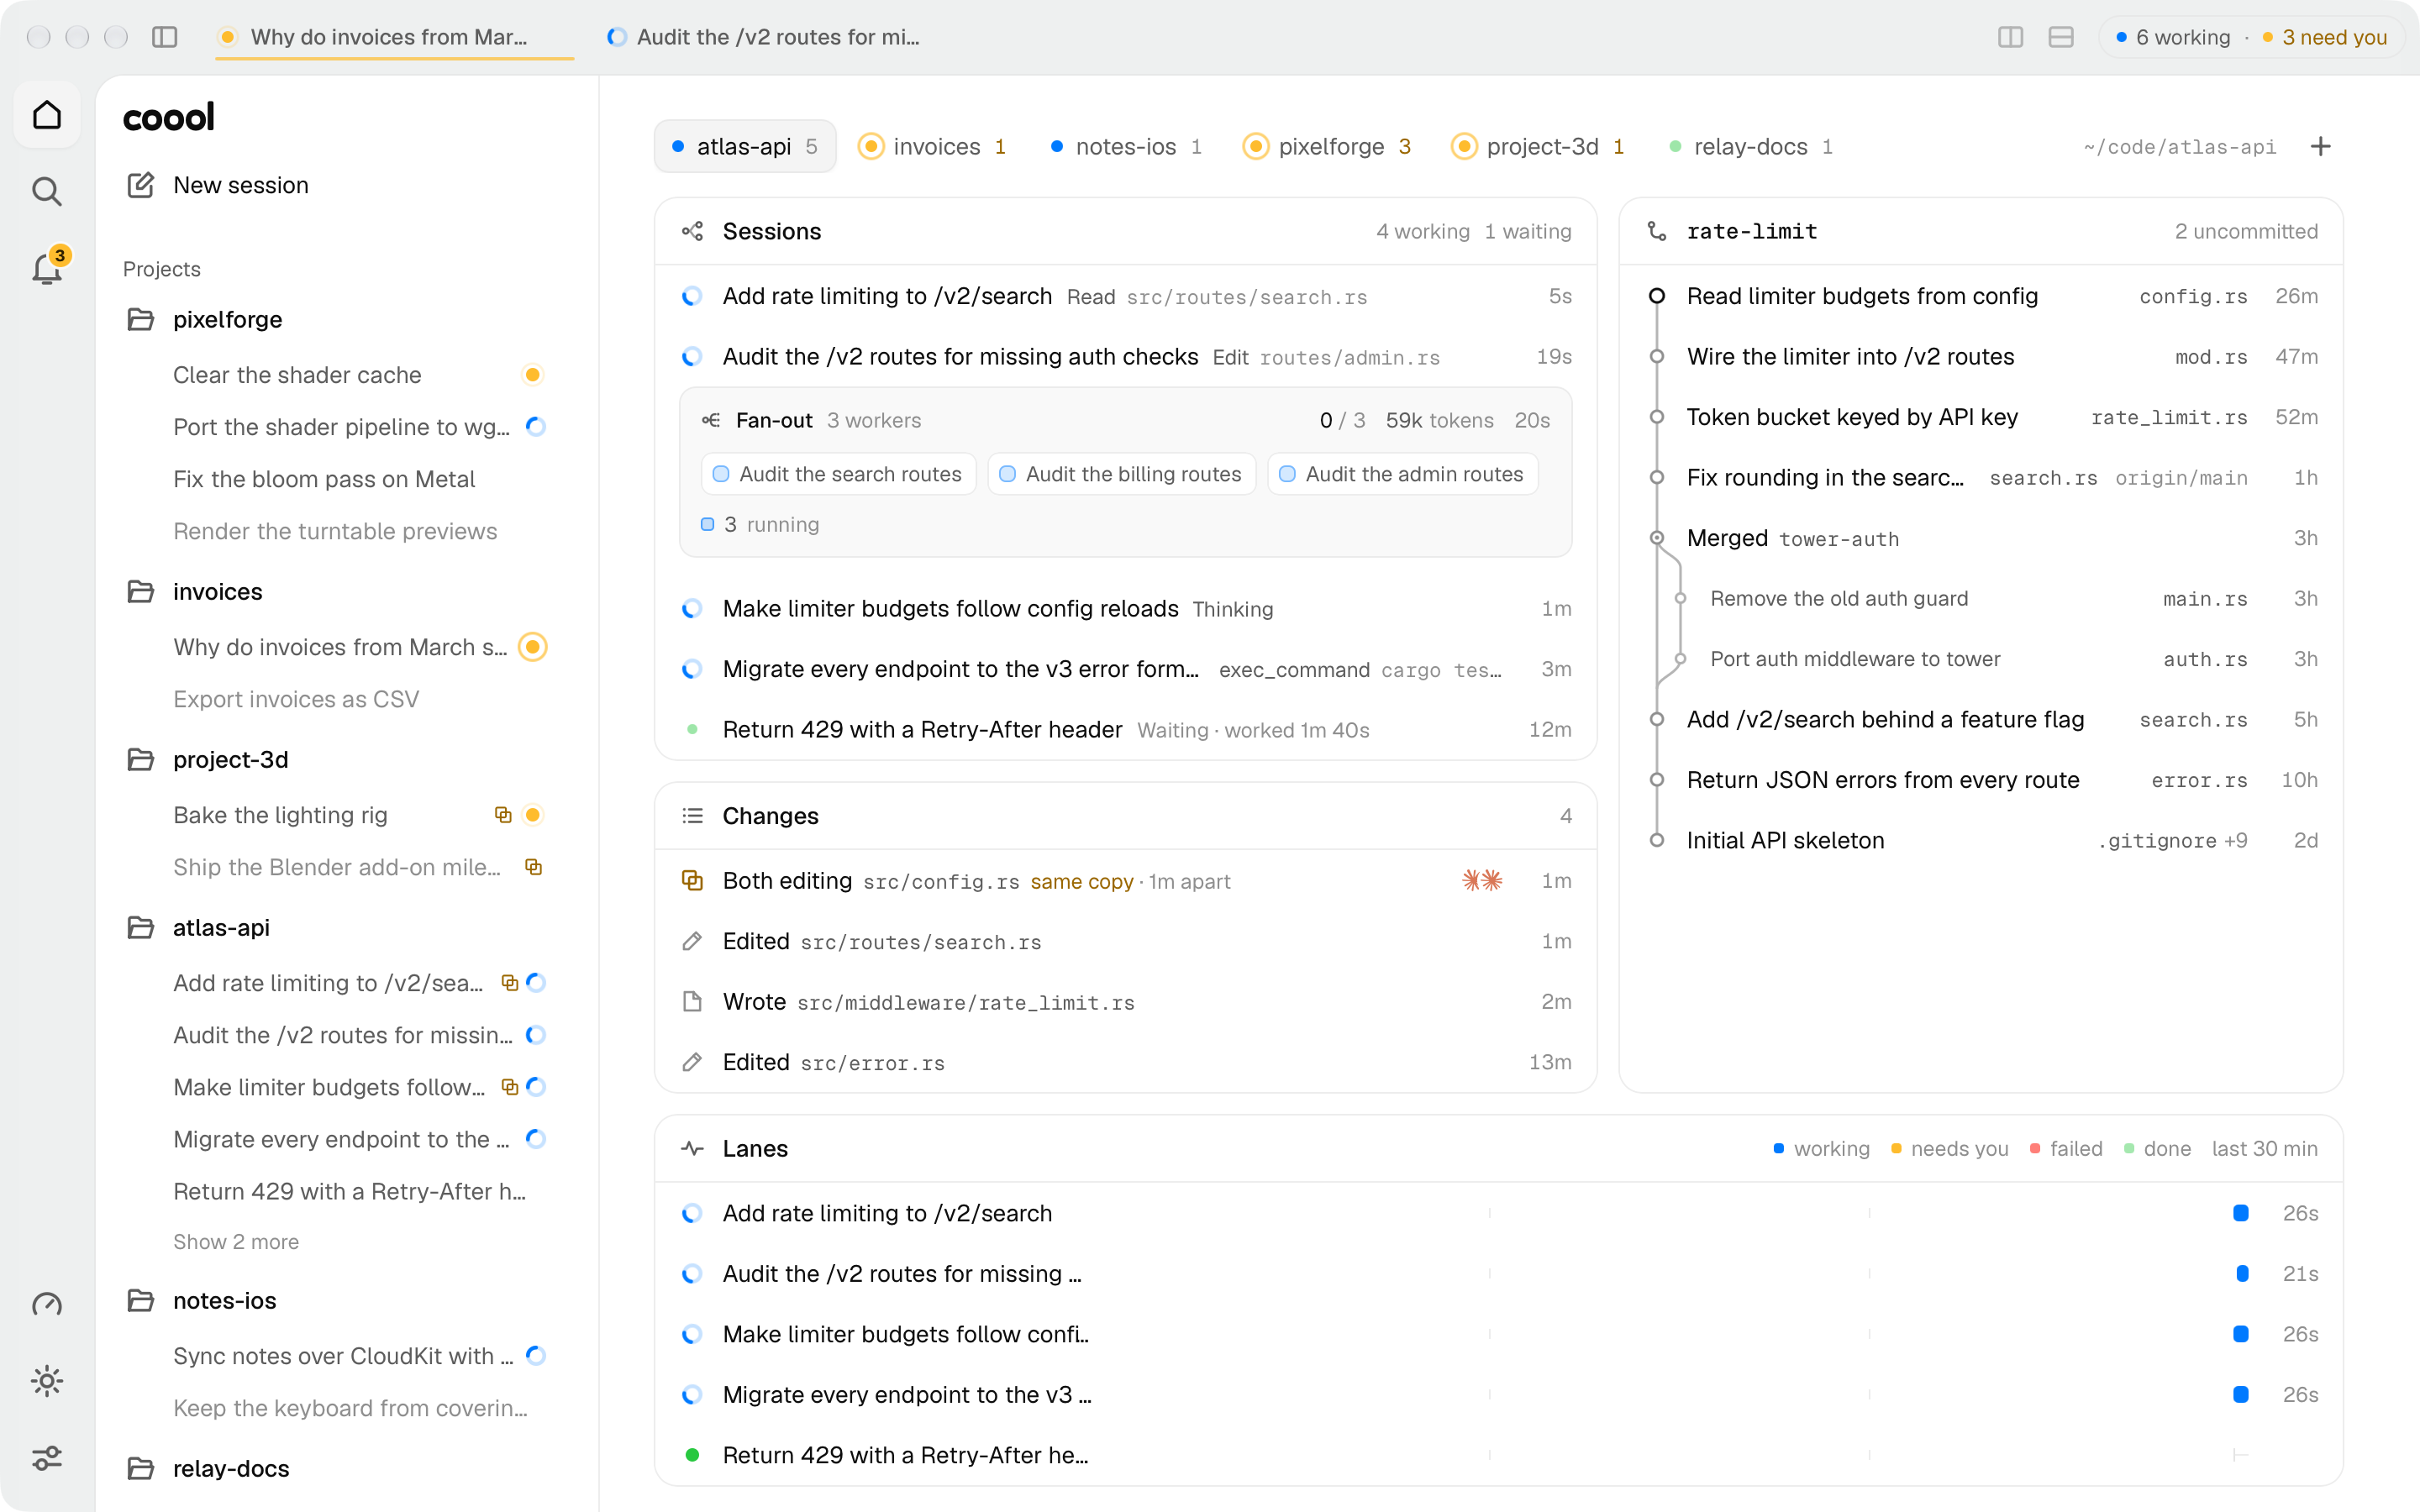 Why do invoices from Mar...
Audit the /v2 routes for mi...
6 working · 3 need you
3
coool
New session
Projects
pixelforge
Clear the shader cache
Port the shader pipeline to wg...
Fix the bloom pass on Metal
Render the turntable previews
invoices
Why do invoices from March s...
Export invoices as CSV
project-3d
Bake the lighting rig
Ship the Blender add-on mile...
atlas-api
Add rate limiting to /v2/sea...
Audit the /v2 routes for missin...
Make limiter budgets follow...
Migrate every endpoint to the ...
Return 429 with a Retry-After h...
Show 2 more
notes-ios
Sync notes over CloudKit with ...
Keep the keyboard from coverin...
relay-docs
atlas-api 5
invoices 1
notes-ios 1
pixelforge 3
project-3d 1
relay-docs 1
~/code/atlas-api
Sessions 4 working 1 waiting
Add rate limiting to /v2/search Read src/routes/search.rs 5s
Audit the /v2 routes for missing auth checks Edit routes/admin.rs 19s
Fan-out 3 workers 0 / 3 59k tokens 20s
Audit the search routes
Audit the billing routes
Audit the admin routes
3 running
Make limiter budgets follow config reloads Thinking 1m
Migrate every endpoint to the v3 error form... exec_command cargo tes... 3m
Return 429 with a Retry-After header Waiting · worked 1m 40s 12m
Changes 4
Both editing src/config.rs same copy · 1m apart 1m
Edited src/routes/search.rs 1m
Wrote src/middleware/rate_limit.rs 2m
Edited src/error.rs 13m
rate-limit 2 uncommitted
Read limiter budgets from config config.rs 26m
Wire the limiter into /v2 routes mod.rs 47m
Token bucket keyed by API key rate_limit.rs 52m
Fix rounding in the searc... search.rs origin/main 1h
Merged tower-auth 3h
Remove the old auth guard main.rs 3h
Port auth middleware to tower auth.rs 3h
Add /v2/search behind a feature flag search.rs 5h
Return JSON errors from every route error.rs 10h
Initial API skeleton .gitignore +9 2d
Lanes working needs you failed done last 30 min
Add rate limiting to /v2/search 26s
Audit the /v2 routes for missing ... 21s
Make limiter budgets follow confi... 26s
Migrate every endpoint to the v3 ... 26s
Return 429 with a Retry-After he...